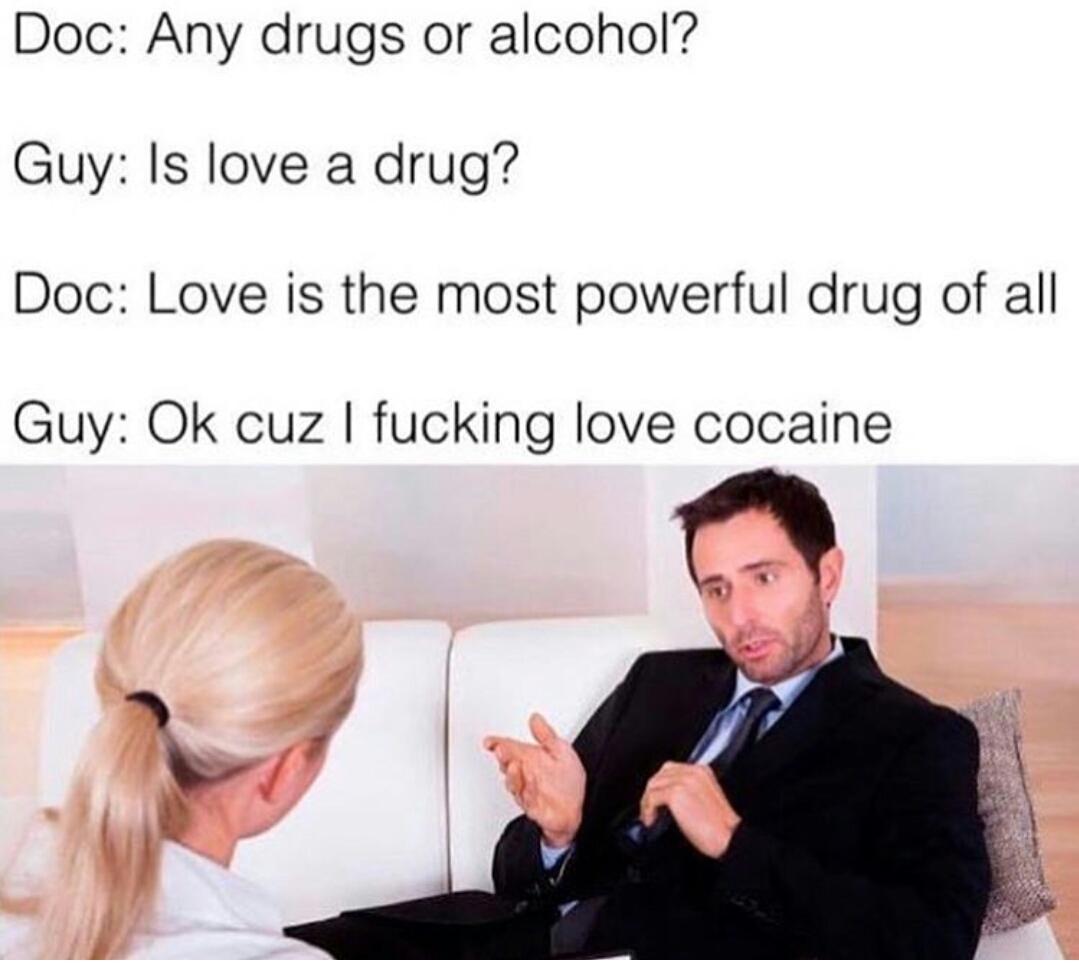 Doc: Any drugs or alcohol?
Guy: Is love a drug?
Doc: Love is the most powerful drug of all
Guy: Ok cuz I fucking love cocaine